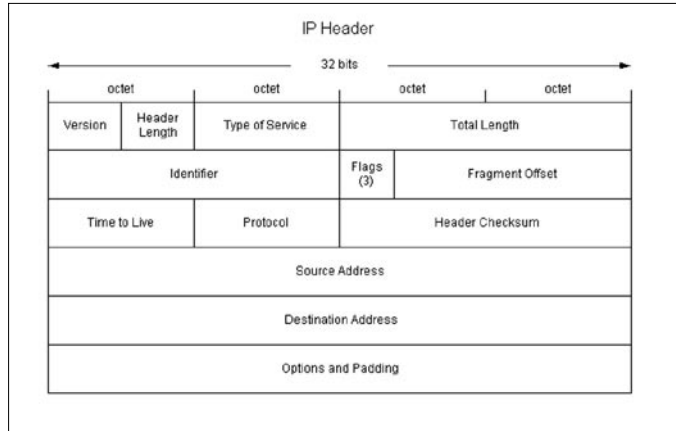 IP Header
32 bits
octet octet octet octet
Version Header Length Type of Service Total Length
Identifier Flags (3) Fragment Offset
Time to Live Protocol Header Checksum
Source Address
Destination Address
Options and Padding